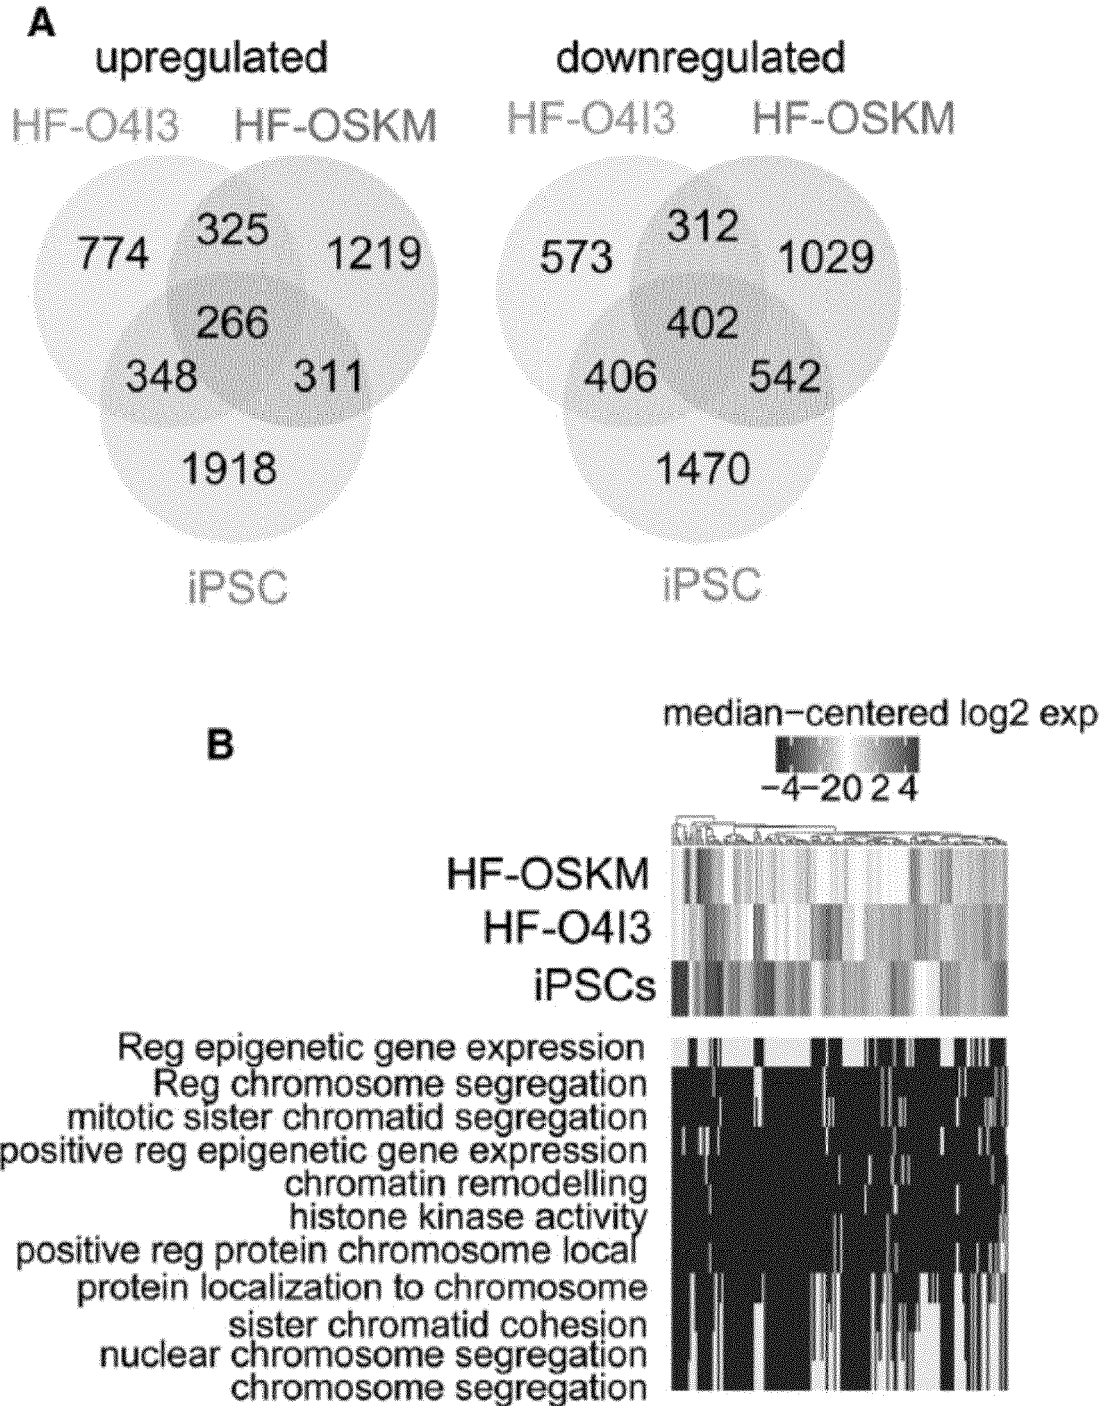 A
upregulated
downregulated
HF-O4I3
HF-OSKM
HF-O4I3
HF-OSKM
774
325
1219
266
348
311
1918
iPSC
573
312
1029
402
406
542
1470
iPSC
B
median-centered log2 exp
−4−20 2 4
HF-OSKM
HF-O4I3
iPSCs
Reg epigenetic gene expression
Reg chromosome segregation
mitotic sister chromatid segregation
positive reg epigenetic gene expression
chromatin remodelling
histone kinase activity
positive reg protein chromosome local
protein localization to chromosome
sister chromatid cohesion
nuclear chromosome segregation
chromosome segregation